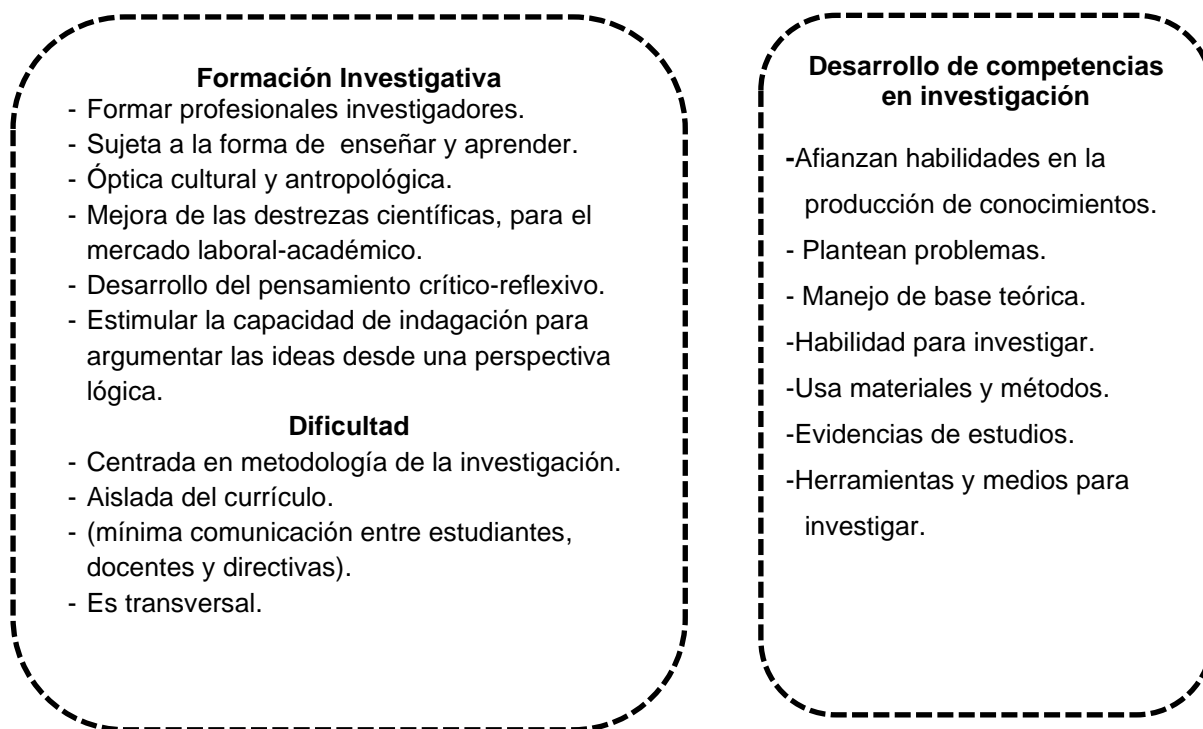 Formación Investigativa
- Formar profesionales investigadores.
- Sujeta a la forma de enseñar y aprender.
- Óptica cultural y antropológica.
- Mejora de las destrezas científicas, para el
mercado laboral-académico.
- Desarrollo del pensamiento crítico-reflexivo.
- Estimular la capacidad de indagación para
argumentar las ideas desde una perspectiva
lógica.
Dificultad
- Centrada en metodología de la investigación.
- Aislada del currículo.
- (mínima comunicación entre estudiantes,
docentes y directivas).
- Es transversal.
Desarrollo de competencias
en investigación
-Afianzan habilidades en la
producción de conocimientos.
- Plantean problemas.
- Manejo de base teórica.
-Habilidad para investigar.
-Usa materiales y métodos.
-Evidencias de estudios.
-Herramientas y medios para
investigar.